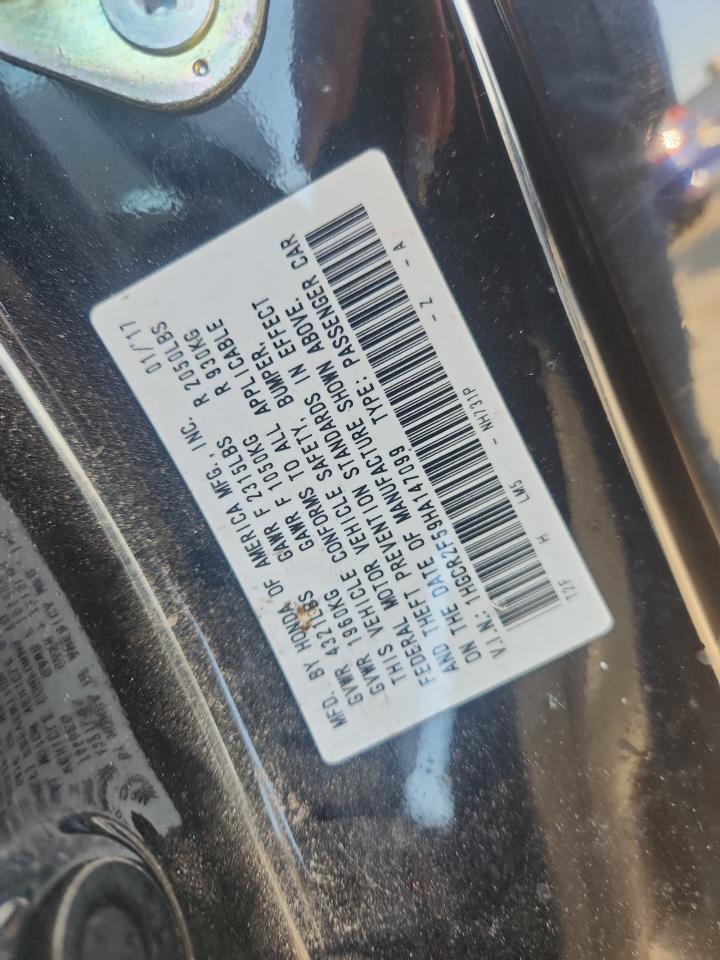 MFD. BY HONDA OF AMERICA MFG., INC. 01/17
GVWR 4321LBS GAWR F 2315LBS R 2050LBS
GVWR 1960KG GAWR F 1050KG R 930KG
THIS VEHICLE CONFORMS TO ALL APPLICABLE
FEDERAL MOTOR VEHICLE SAFETY, BUMPER,
AND THEFT PREVENTION STANDARDS IN EFFECT
ON THE DATE OF MANUFACTURE SHOWN ABOVE.
V.I.N.: 1HGCR2F59HA147099 TYPE: PASSENGER CAR
T2F H LM5 - NH731P - Z - A